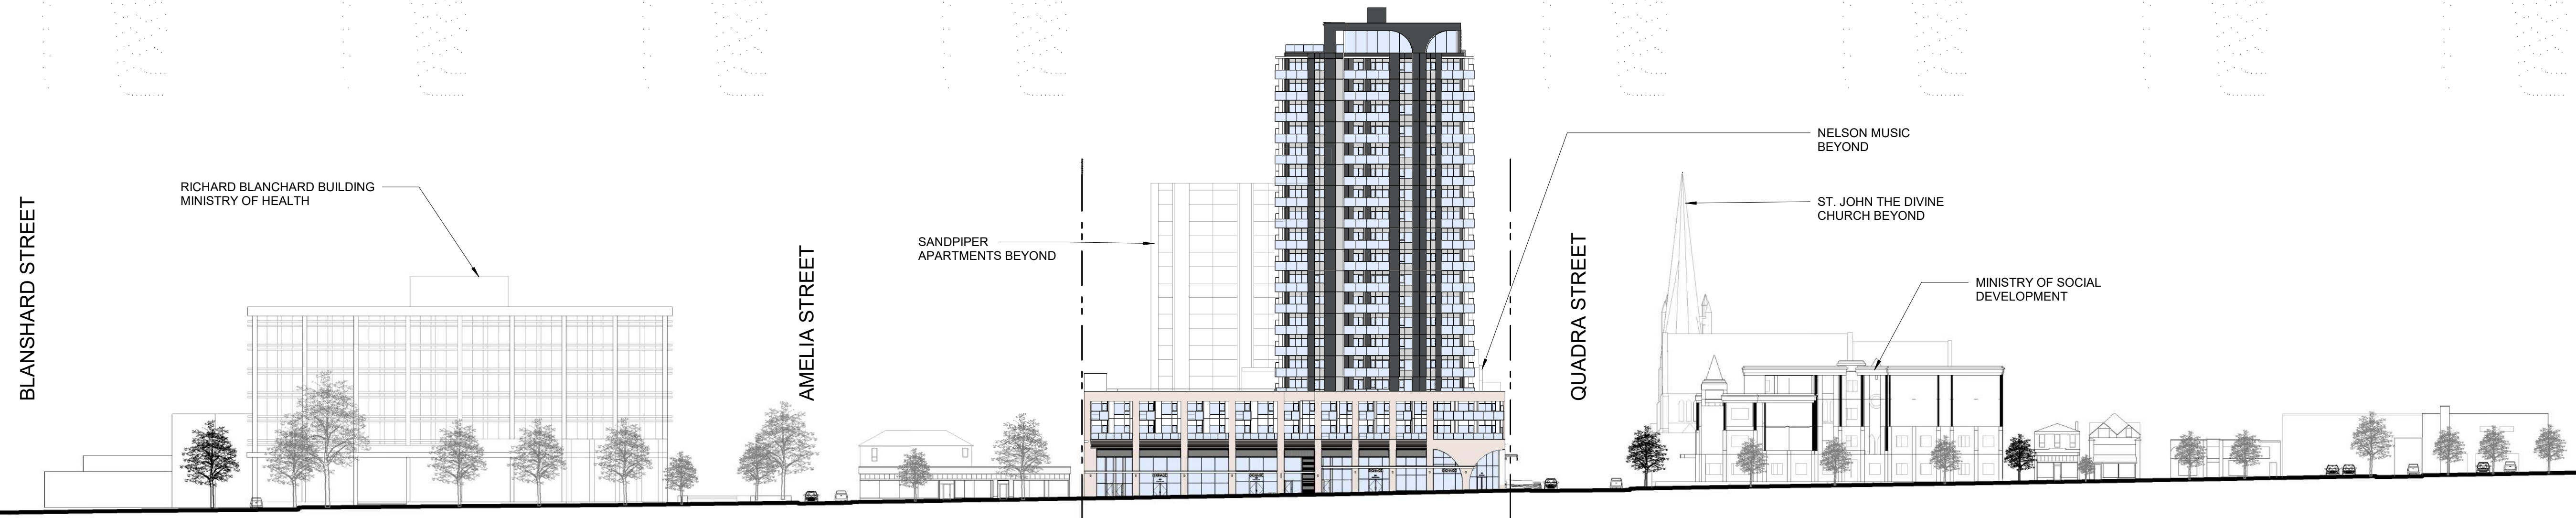 BLANSHARD STREET
RICHARD BLANCHARD BUILDING
MINISTRY OF HEALTH
AMELIA STREET
SANDPIPER
APARTMENTS BEYOND
NELSON MUSIC
BEYOND
QUADRA STREET
ST. JOHN THE DIVINE
CHURCH BEYOND
MINISTRY OF SOCIAL
DEVELOPMENT